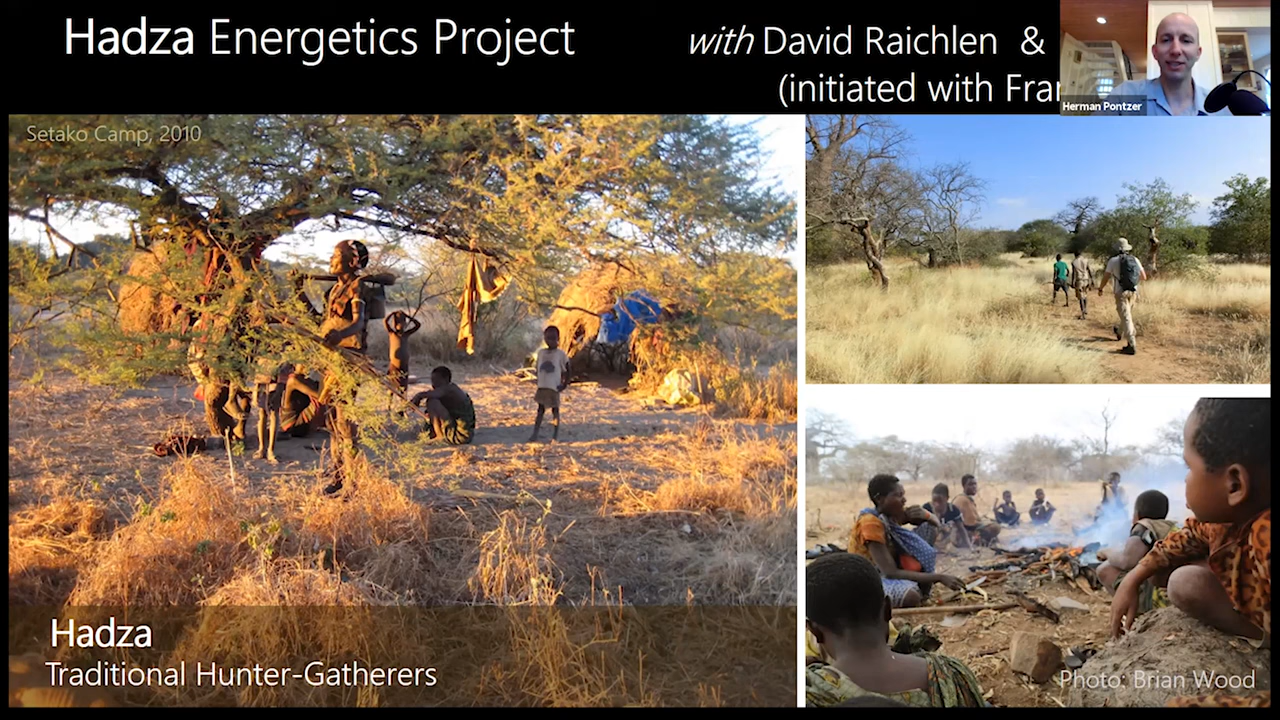 Hadza Energetics Project
with David Raichlen &
(initiated with
Herman Pontzer
Setako Camp, 2010
Hadza
Traditional Hunter-Gatherers
Photo: Brian Wood